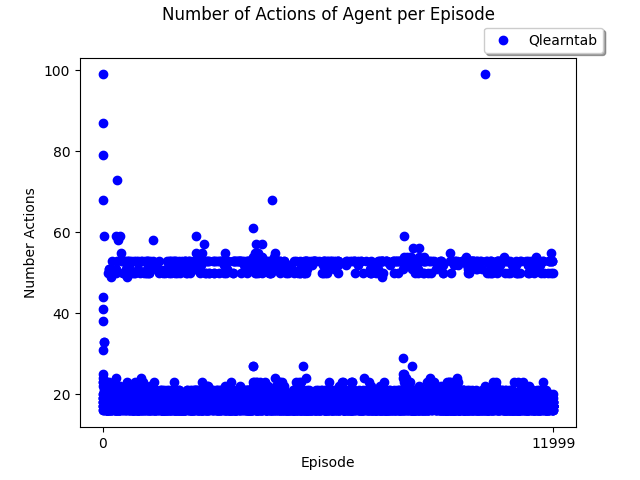 Number of Actions of Agent per Episode
Qlearntab
100
80
60
40
20
Number Actions
0
11999
Episode